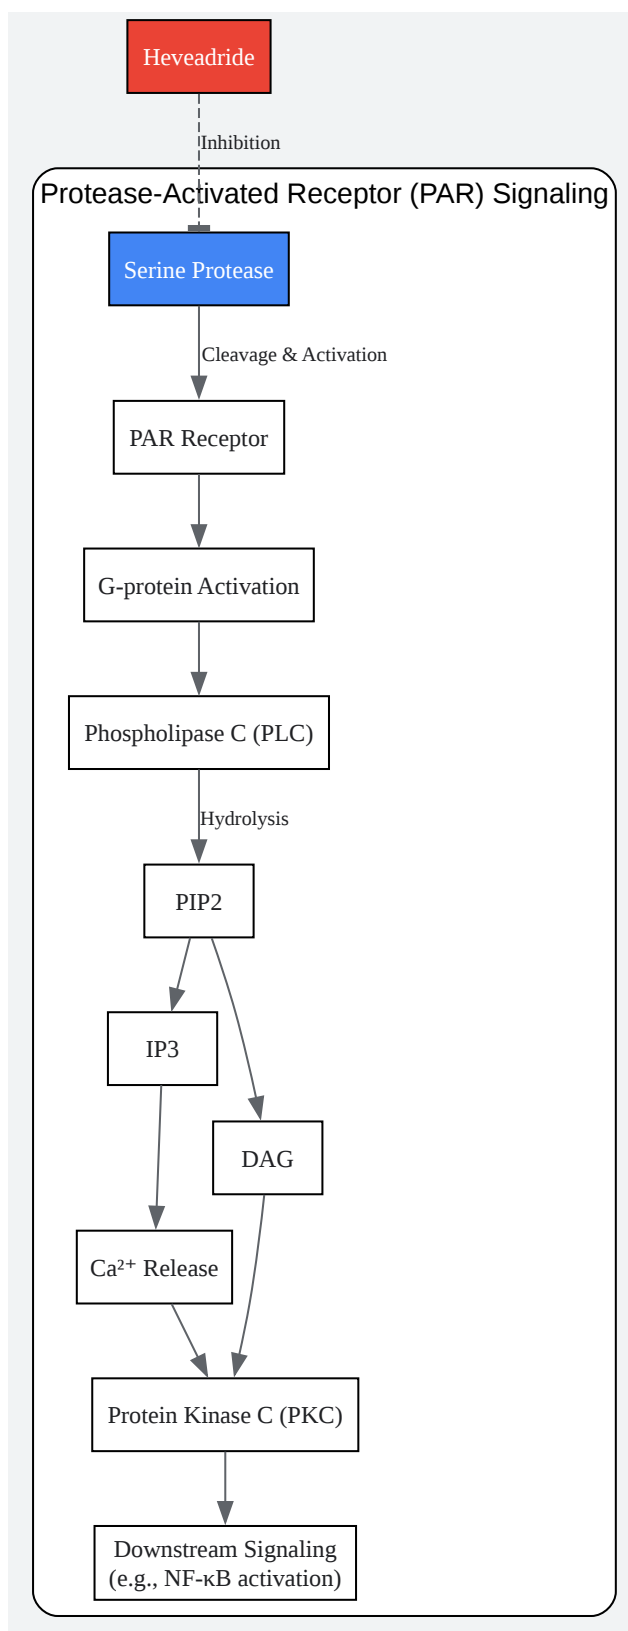 Heveadride
Inhibition
Protease-Activated Receptor (PAR) Signaling
Serine Protease
Cleavage & Activation
PAR Receptor
G-protein Activation
Phospholipase C (PLC)
Hydrolysis
PIP2
IP3
DAG
Ca²⁺ Release
Protein Kinase C (PKC)
Downstream Signaling
(e.g., NF-κB activation)